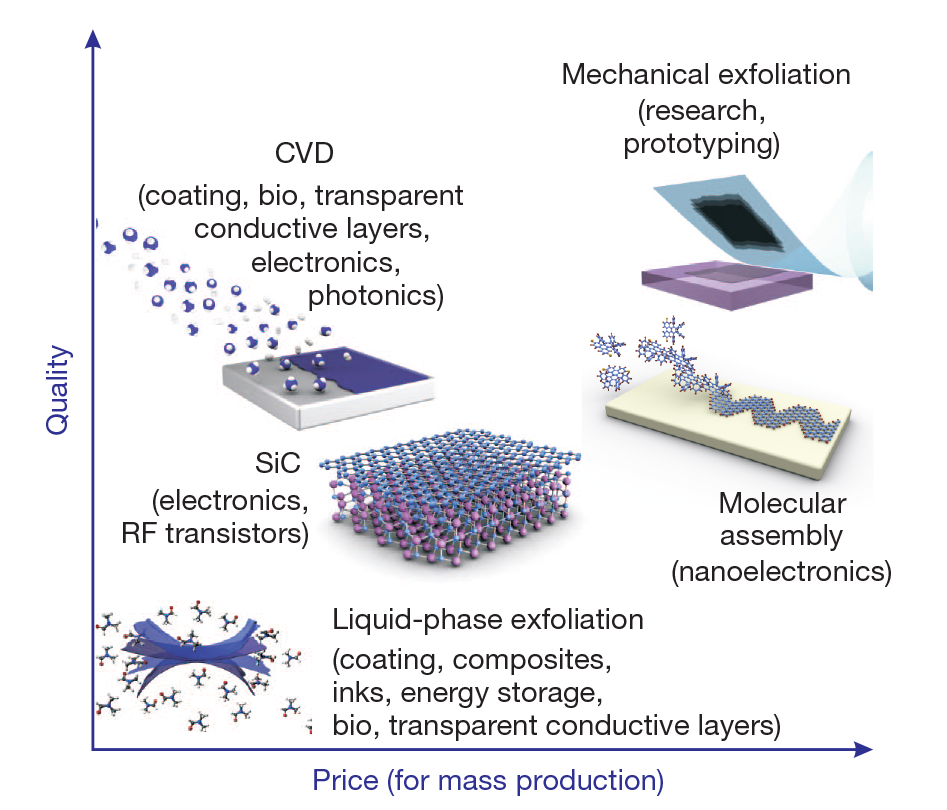 Mechanical exfoliation
(research,
prototyping)
CVD
(coating, bio, transparent
conductive layers,
electronics,
photonics)
Quality
SiC
(electronics,
RF transistors)
Molecular
assembly
(nanoelectronics)
Liquid-phase exfoliation
(coating, composites,
inks, energy storage,
bio, transparent conductive layers)
Price (for mass production)